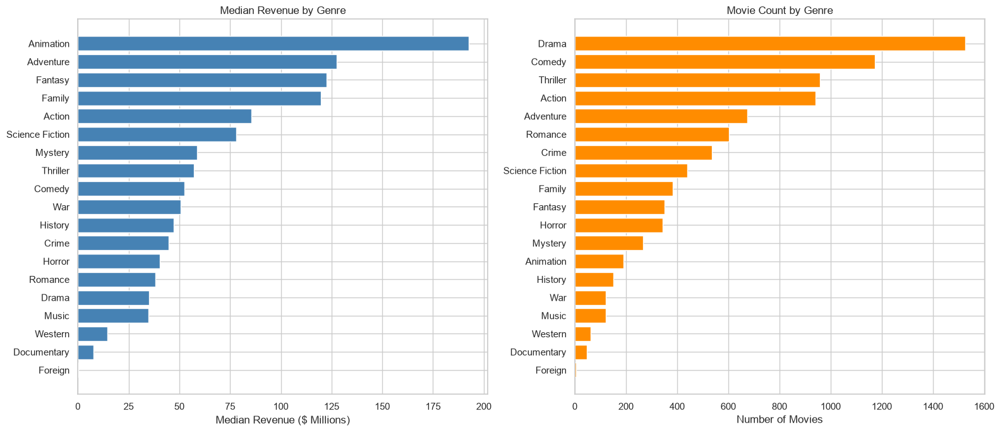 Median Revenue by Genre
Animation
Adventure
Fantasy
Family
Action
Science Fiction
Mystery
Thriller
Comedy
War
History
Crime
Horror
Romance
Drama
Music
Western
Documentary
Foreign
0 25 50 75 100 125 150 175 200
Median Revenue ($ Millions)
Movie Count by Genre
Drama
Comedy
Thriller
Action
Adventure
Romance
Crime
Science Fiction
Family
Fantasy
Horror
Mystery
Animation
History
War
Music
Western
Documentary
Foreign
0 200 400 600 800 1000 1200 1400 1600
Number of Movies